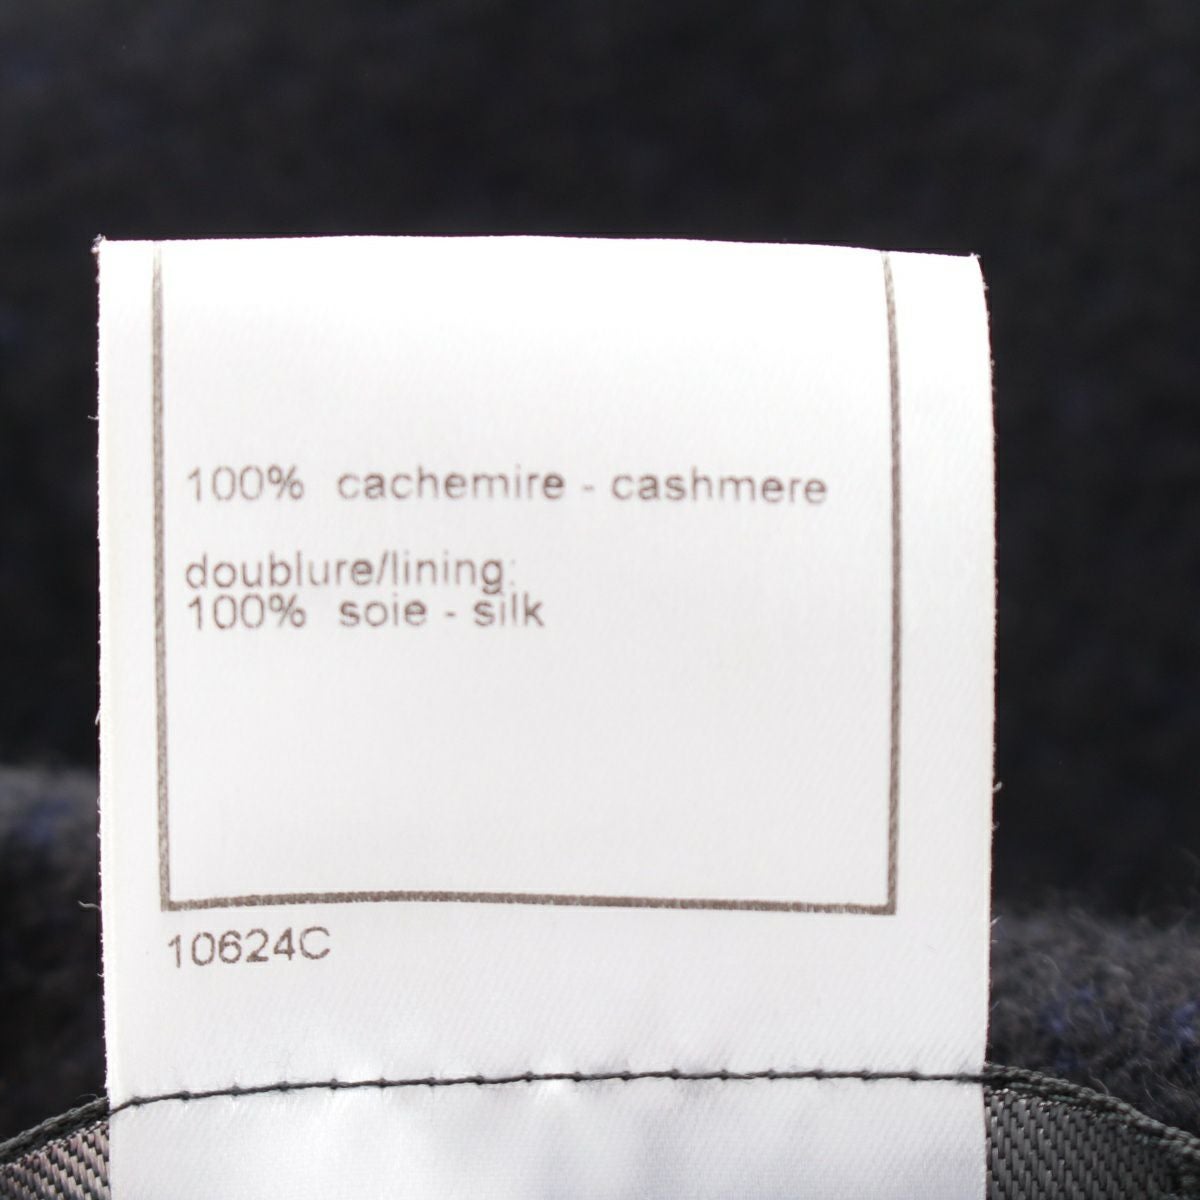 100% cachemire - cashmere
doublure/lining:
100% soie - silk
10624C